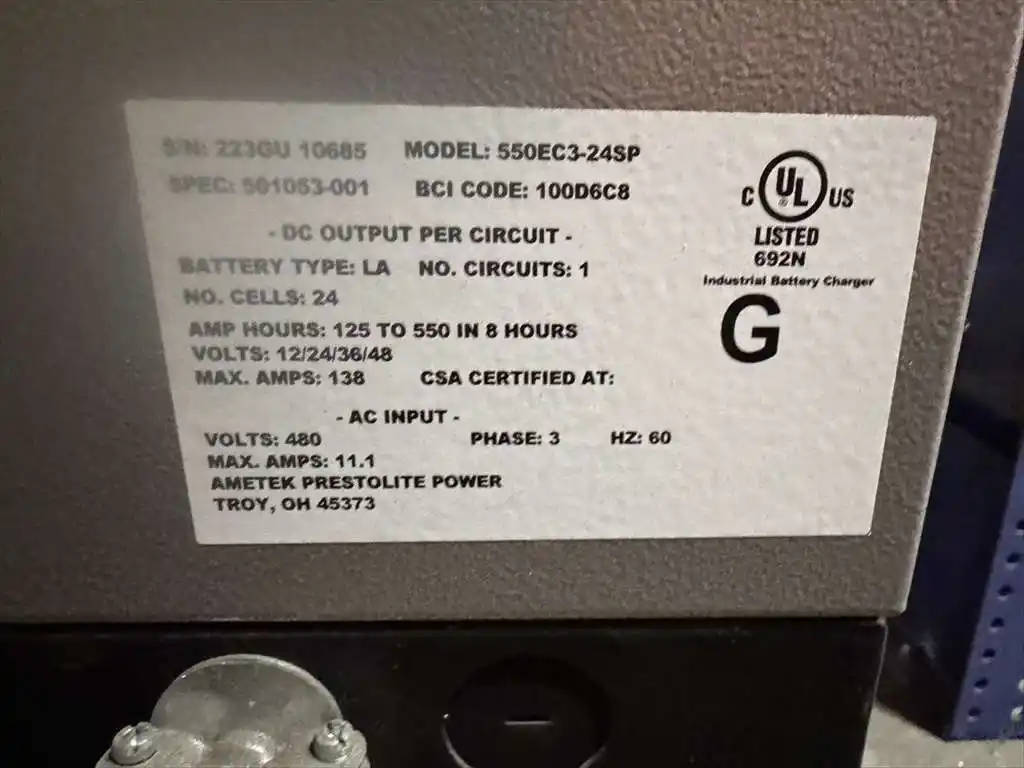 S/N: 223GU 10685 MODEL: 550EC3-24SP
SPEC: 501053-001 BCI CODE: 100D6C8
- DC OUTPUT PER CIRCUIT -
BATTERY TYPE: LA NO. CIRCUITS: 1
NO. CELLS: 24
AMP HOURS: 125 TO 550 IN 8 HOURS
VOLTS: 12/24/36/48
MAX. AMPS: 138 CSA CERTIFIED AT:
- AC INPUT -
VOLTS: 480 PHASE: 3 HZ: 60
MAX. AMPS: 11.1
AMETEK PRESTOLITE POWER
TROY, OH 45373
C UL ® US
LISTED
692N
Industrial Battery Charger
G